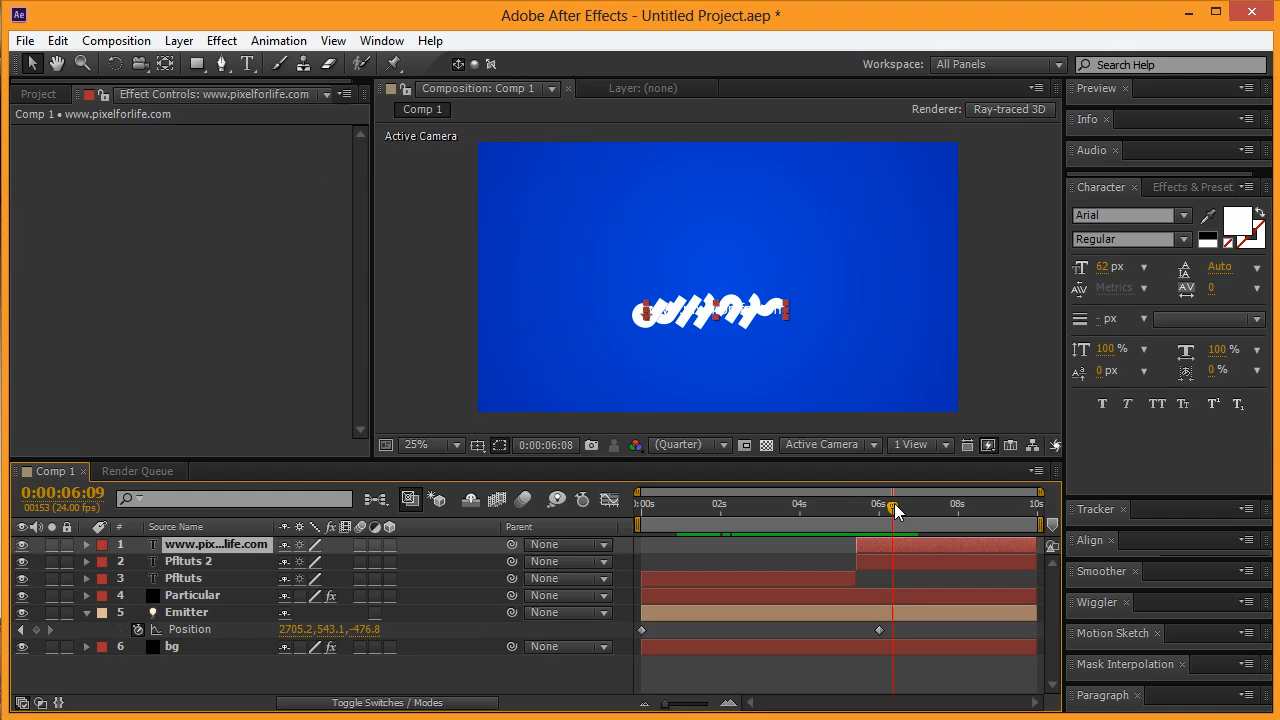 Ae Adobe After Effects - Untitled Project.aep *
File Edit Composition Layer Effect Animation View Window Help
Workspace: All Panels Search Help
Project Effect Controls: www.pixelforlife.com
Comp 1 • www.pixelforlife.com
Composition: Comp 1 Layer: (none)
Comp 1 Renderer: Ray-traced 3D
Active Camera
25% 0:00:06:08 (Quarter) Active Camera 1 View
Preview
Info
Audio
Character Effects & Preset
Arial
Regular
62 px Auto
Metrics 0
- px
100 % 100 %
0 px 0 %
T T TT Tт T¹ T₁
Tracker
Align
Smoother
Wiggler
Motion Sketch
Mask Interpolation
Paragraph
Comp 1 Render Queue
0:00:06:09
00153 (24.00 fps)
:00s 02s 04s 06s 08s 10s
# Source Name Parent
1 T www.pix...life.com None
2 T Pfltuts 2 None
3 T Pfltuts None
4 Particular fx None
5 Emitter None
Position 2705.2,543.1,-476.8
6 bg fx None
Toggle Switches / Modes